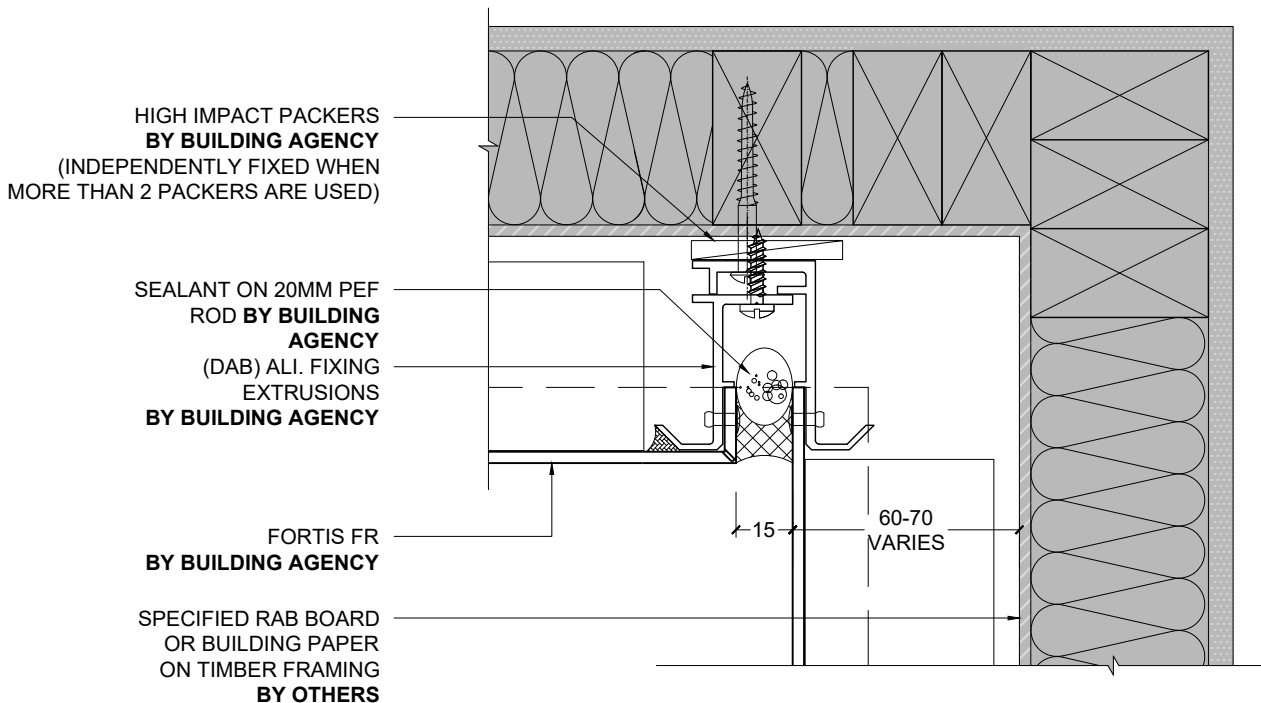 HIGH IMPACT PACKERS
BY BUILDING AGENCY
(INDEPENDENTLY FIXED WHEN
MORE THAN 2 PACKERS ARE USED)
SEALANT ON 20MM PEF
ROD BY BUILDING
AGENCY
(DAB) ALI. FIXING
EXTRUSIONS
BY BUILDING AGENCY
FORTIS FR
BY BUILDING AGENCY
SPECIFIED RAB BOARD
OR BUILDING PAPER
ON TIMBER FRAMING
BY OTHERS
15
60-70
VARIES